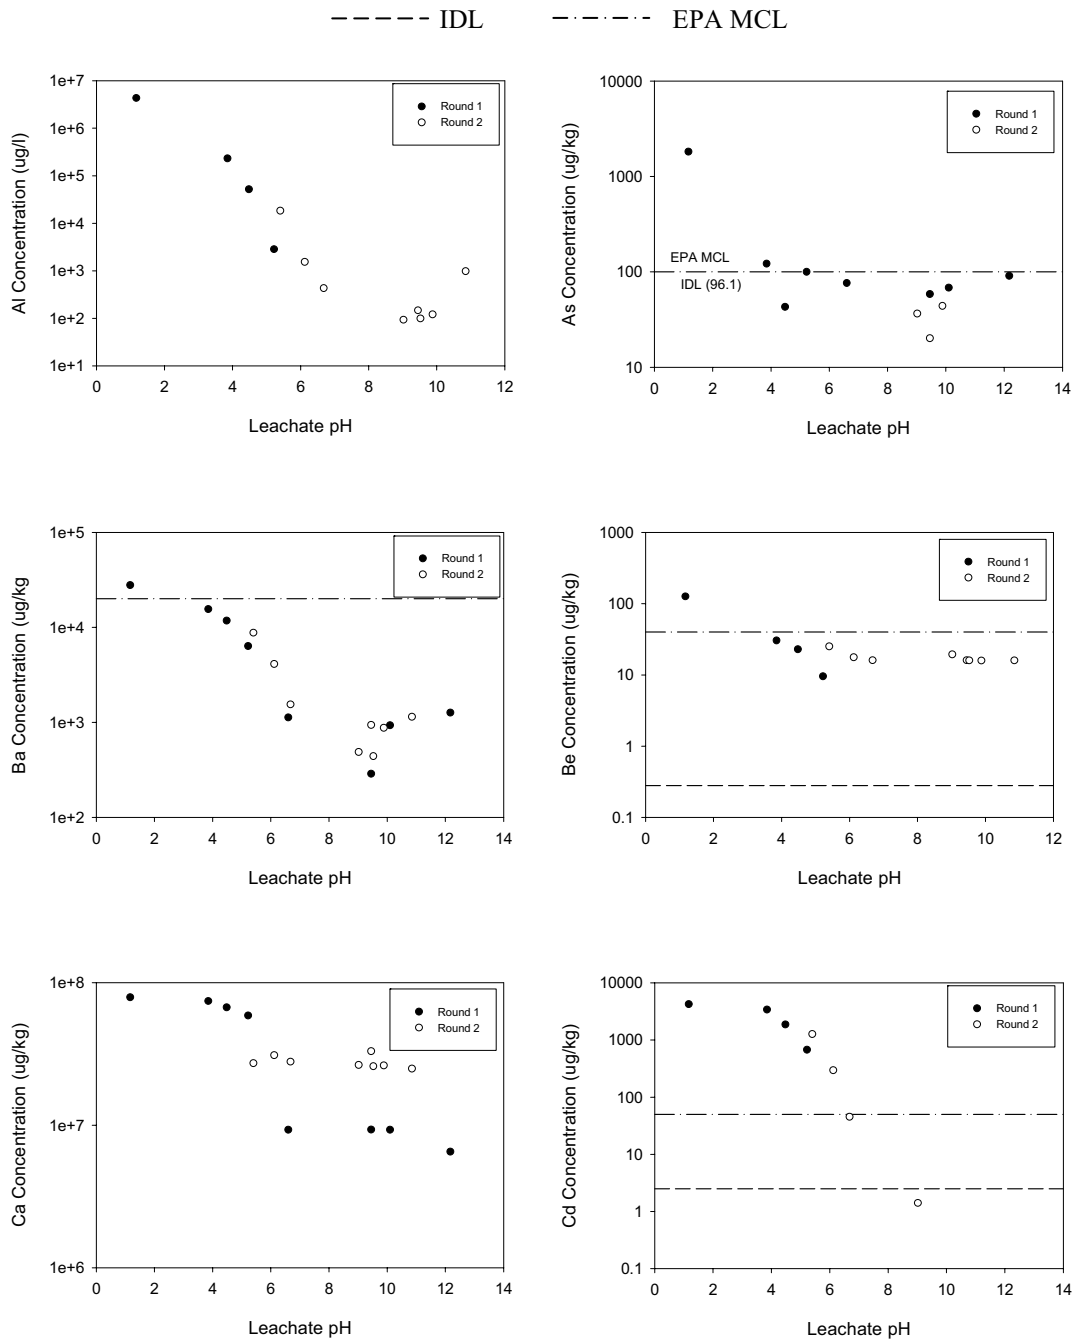 IDL EPA MCL
1e+7
1e+6
1e+5
1e+4
1e+3
1e+2
1e+1
0 2 4 6 8 10 12
Al Concentration (ug/l)
Leachate pH
Round 1
Round 2
10000
1000
100
10
0 2 4 6 8 10 12 14
As Concentration (ug/kg)
Leachate pH
Round 1
Round 2
EPA MCL
IDL (96.1)
1e+5
1e+4
1e+3
1e+2
0 2 4 6 8 10 12 14
Ba Concentration (ug/kg
Leachate pH
Round 1
Round 2
1000
100
10
1
0.1
0 2 4 6 8 10 12
Be Concentration (ug/kg)
Leachate pH
Round 1
Round 2
1e+8
1e+7
1e+6
0 2 4 6 8 10 12 14
Ca Concentration (ug/kg)
Leachate pH
Round 1
Round 2
10000
1000
100
10
1
0.1
0 2 4 6 8 10 12 14
Cd Concentration (ug/kg)
Leachate pH
Round 1
Round 2